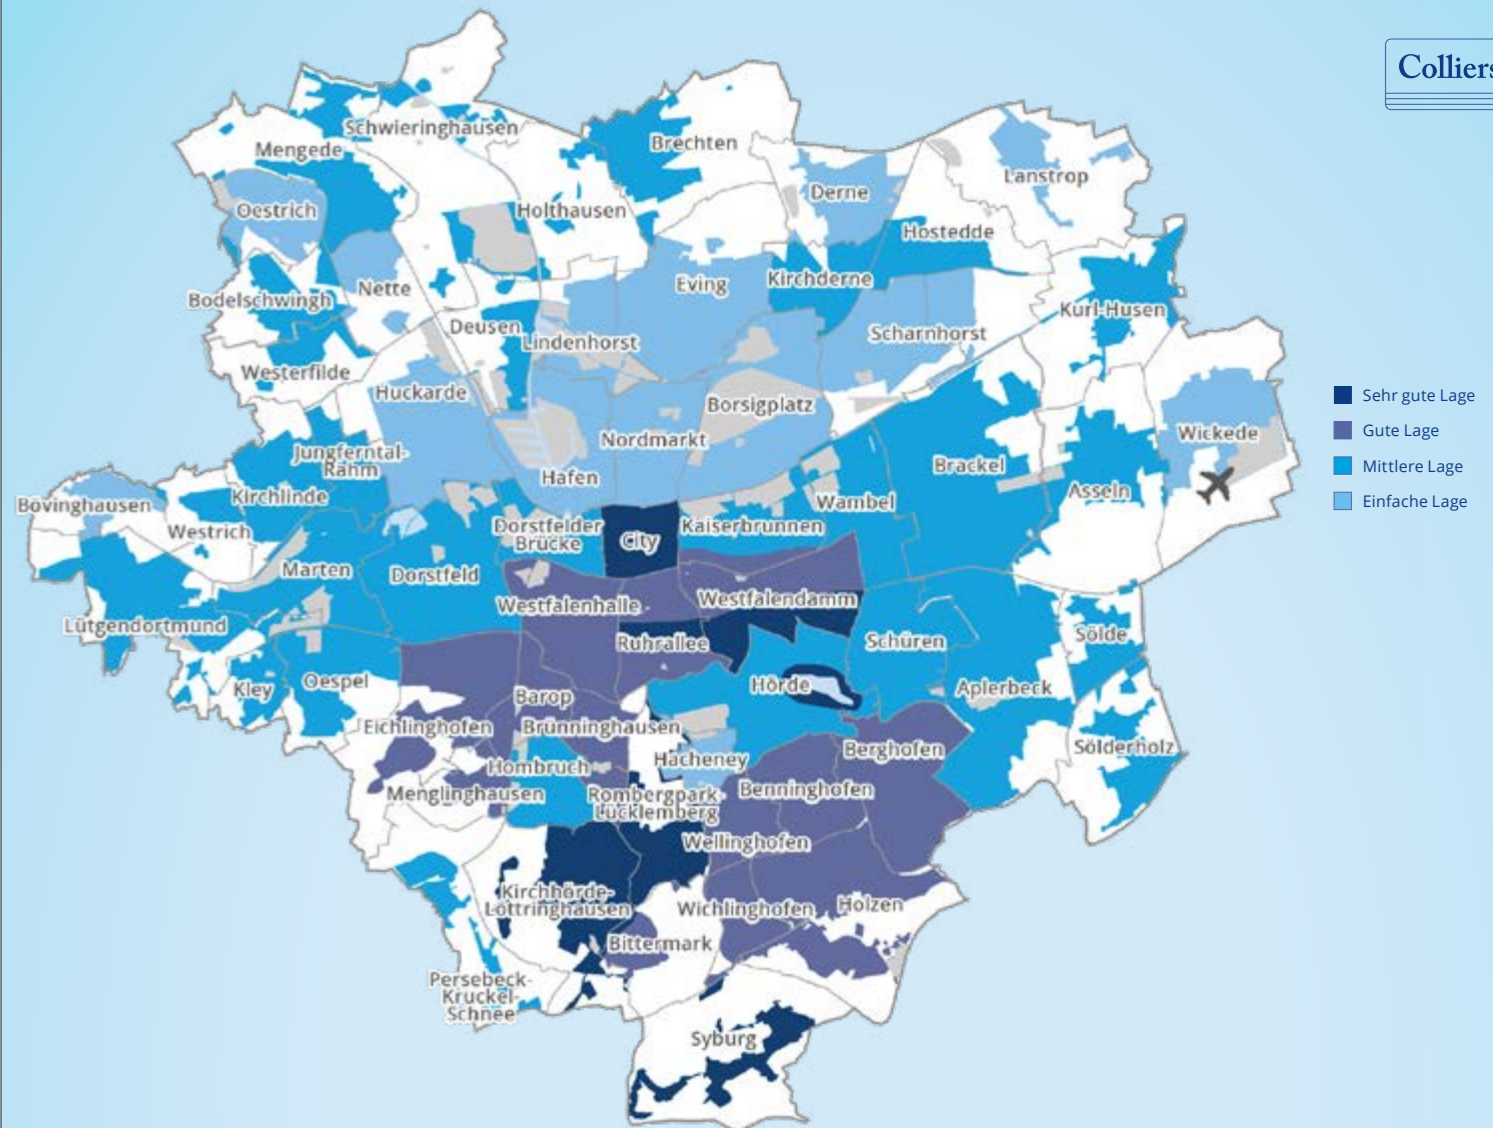 Colliers
Schwieringhausen
Mengede
Brechten
Lanstrop
Derne
Oestrich
Holthausen
Hostedde
Eving
Kirchderne
Nette
Bodelschwingh
Kurl-Husen
Deusen
Scharnhorst
Lindenhorst
Westerfilde
Huckarde
Sehr gute Lage
Borsigplatz
Gute Lage
Wickede
Nordmarkt
Jungferntal-
Rahm
Brackel
Mittlere Lage
Hafen
Asseln
Kirchlinde
Einfache Lage
Bövinghausen
Wambel
Dorstfelder
Brücke
Kaiserbrunnen
Westrich
City
Marten
Dorstfeld
Westfalenhalle
Westfalendamm
Lütgendortmund
Sölde
Ruhrallee
Schüren
Oespel
Hörde
Kley
Aplerbeck
Barop
Eichlinghofen
Brünninghausen
Berghofen
Sölderholz
Hacheney
Hombruch
Benninghofen
Menglinghausen
Rombergpark-
Lücklemberg
Wellinghofen
Kirchhörde-
Löttringhausen
Wichlinghofen
Holzen
Bittermark
Persebeck-
Kruckel-
Schnee
Syburg